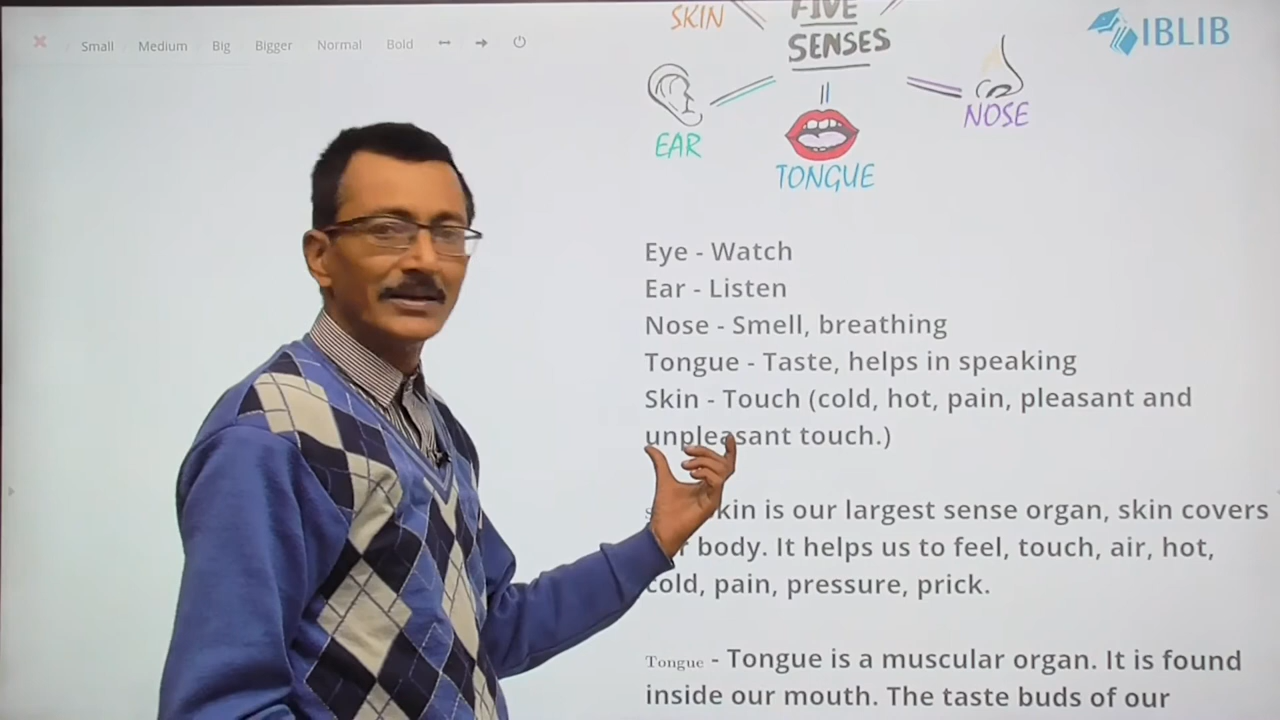 SKIN
FIVE
SENSES
IBLIB
Small Medium Big Bigger Normal Bold
EAR
TONGUE
NOSE
Eye - Watch
Ear - Listen
Nose - Smell, breathing
Tongue - Taste, helps in speaking
Skin - Touch (cold, hot, pain, pleasant and
unpleasant touch.)
kin is our largest sense organ, skin covers
body. It helps us to feel, touch, air, hot,
cold, pain, pressure, prick.
Tongue - Tongue is a muscular organ. It is found
inside our mouth. The taste buds of our